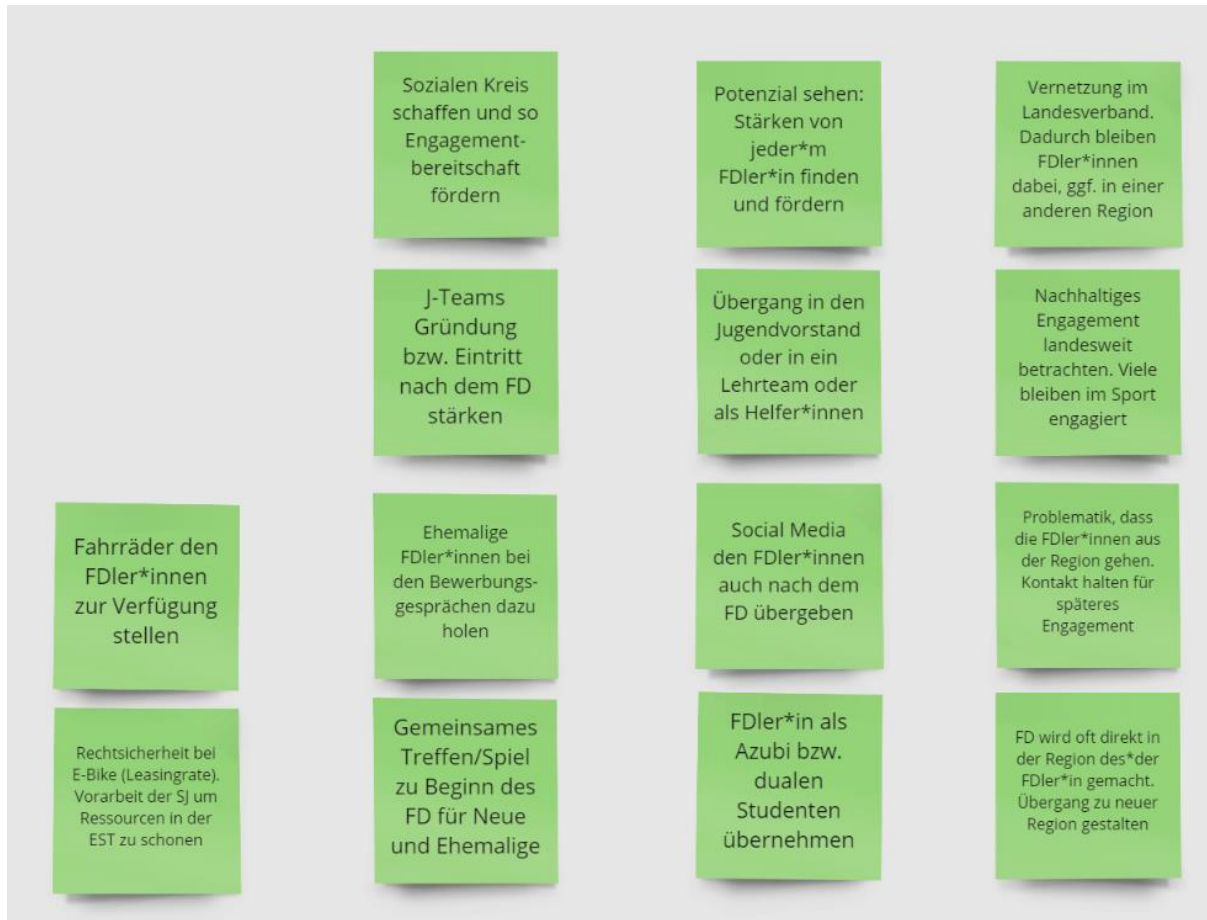 Sozialen Kreis
schaffen und so
Engagement-
bereitschaft
fördern
Potenzial sehen:
Stärken von
jeder*m
FDler*in finden
und fördern
Vernetzung im
Landesverband.
Dadurch bleiben
FDler*innen
dabei, ggf. in einer
anderen Region
J-Teams
Gründung
bzw. Eintritt
nach dem FD
stärken
Übergang in den
Jugendvorstand
oder in ein
Lehrteam oder
als Helfer*innen
Nachhaltiges
Engagement
landesweit
betrachten. Viele
bleiben im Sport
engagiert
Fahrräder den
FDler*innen
zur Verfügung
stellen
Ehemalige
FDler*innen bei
den Bewerbungs-
gesprächen dazu
holen
Social Media
den FDler*innen
auch nach dem
FD übergeben
Problematik, dass
die FDler*innen aus
der Region gehen.
Kontakt halten für
späteres
Engagement
Rechtsicherheit bei
E-Bike (Leasingrate).
Vorarbeit der SJ um
Ressourcen in der
EST zu schonen
Gemeinsames
Treffen/Spiel
zu Beginn des
FD für Neue
und Ehemalige
FDler*in als
Azubi bzw.
dualen
Studenten
übernehmen
FD wird oft direkt in
der Region des*der
FDler*in gemacht.
Übergang zu neuer
Region gestalten